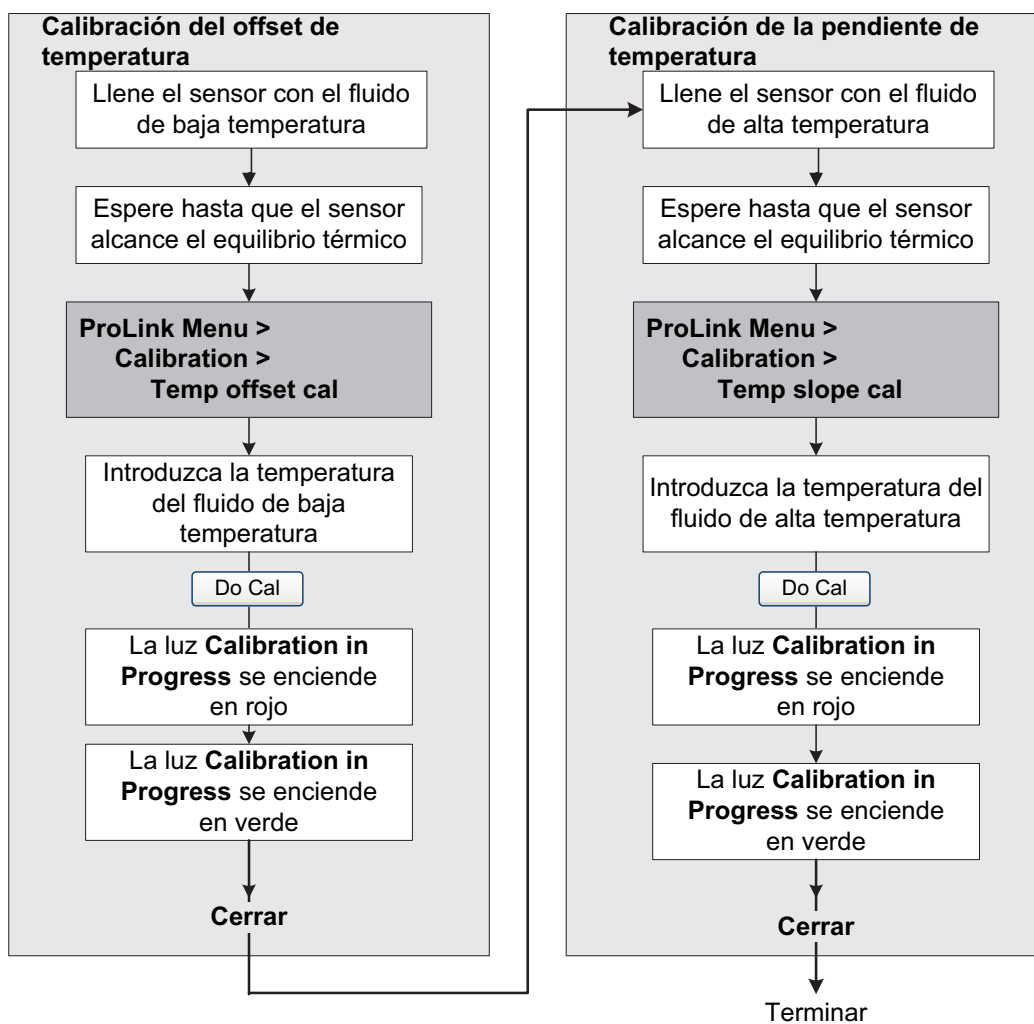 Calibración del offset de
temperatura
Llene el sensor con el fluido
de baja temperatura
Espere hasta que el sensor
alcance el equilibrio térmico
ProLink Menu >
Calibration >
Temp offset cal
Introduzca la temperatura
del fluido de baja
temperatura
Do Cal
La luz Calibration in
Progress se enciende
en rojo
La luz Calibration in
Progress se enciende
en verde
Cerrar
Calibración de la pendiente de
temperatura
Llene el sensor con el fluido
de alta temperatura
Espere hasta que el sensor
alcance el equilibrio térmico
ProLink Menu >
Calibration >
Temp slope cal
Introduzca la temperatura del
fluido de alta temperatura
Do Cal
La luz Calibration in
Progress se enciende
en rojo
La luz Calibration in
Progress se enciende
en verde
Cerrar
Terminar